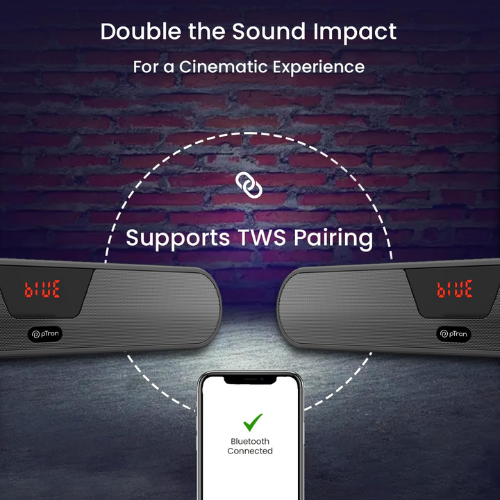 Double the Sound Impact
For a Cinematic Experience
Supports TWS Pairing
bLUE
bLUE
pTron
pTron
Bluetooth
Connected